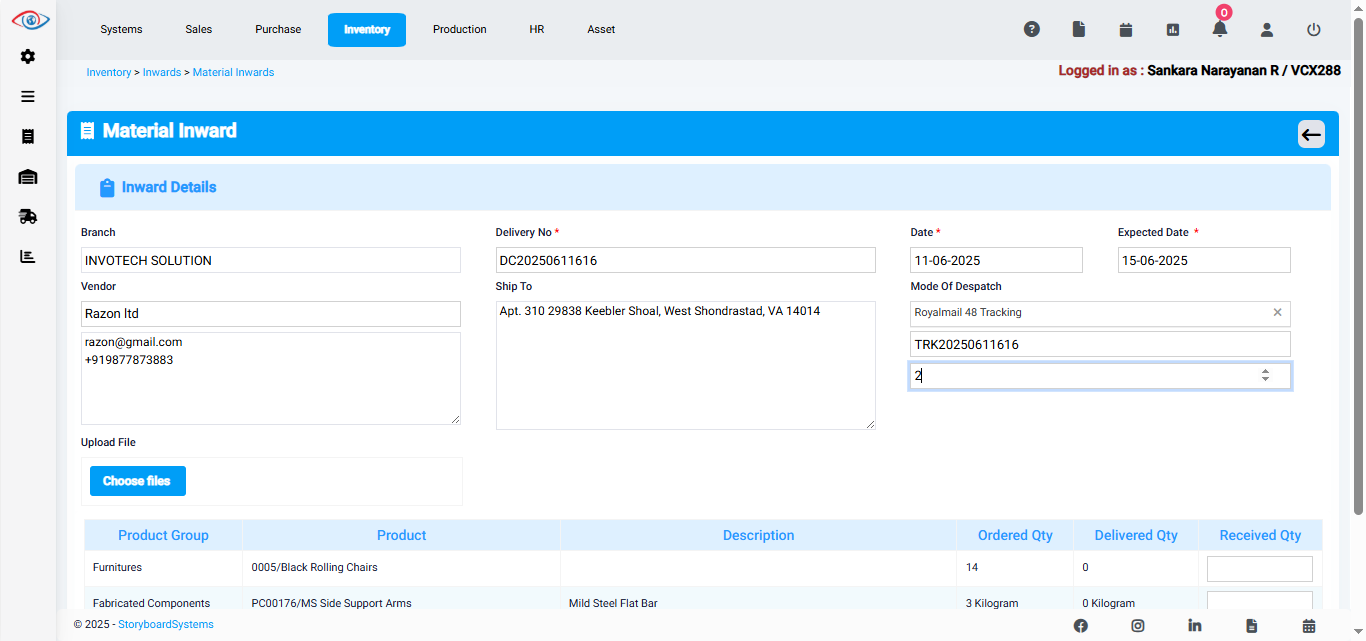 Systems Sales Purchase Inventory Production HR Asset
0
Inventory > Inwards > Material Inwards
Logged in as : Sankara Narayanan R / VCX288
Material Inward
Inward Details
Branch
INVOTECH SOLUTION
Delivery No *
DC20250611616
Date *
11-06-2025
Expected Date *
15-06-2025
Vendor
Razon ltd
razon@gmail.com
+919877873883
Ship To
Apt. 310 29838 Keebler Shoal, West Shondrastad, VA 14014
Mode Of Despatch
Royalmail 48 Tracking ×
TRK20250611616
2
Upload File
Choose files
Product Group Product Description Ordered Qty Delivered Qty Received Qty
Furnitures 0005/Black Rolling Chairs 14 0
Fabricated Components PC00176/MS Side Support Arms Mild Steel Flat Bar 3 Kilogram 0 Kilogram
© 2025 - StoryboardSystems